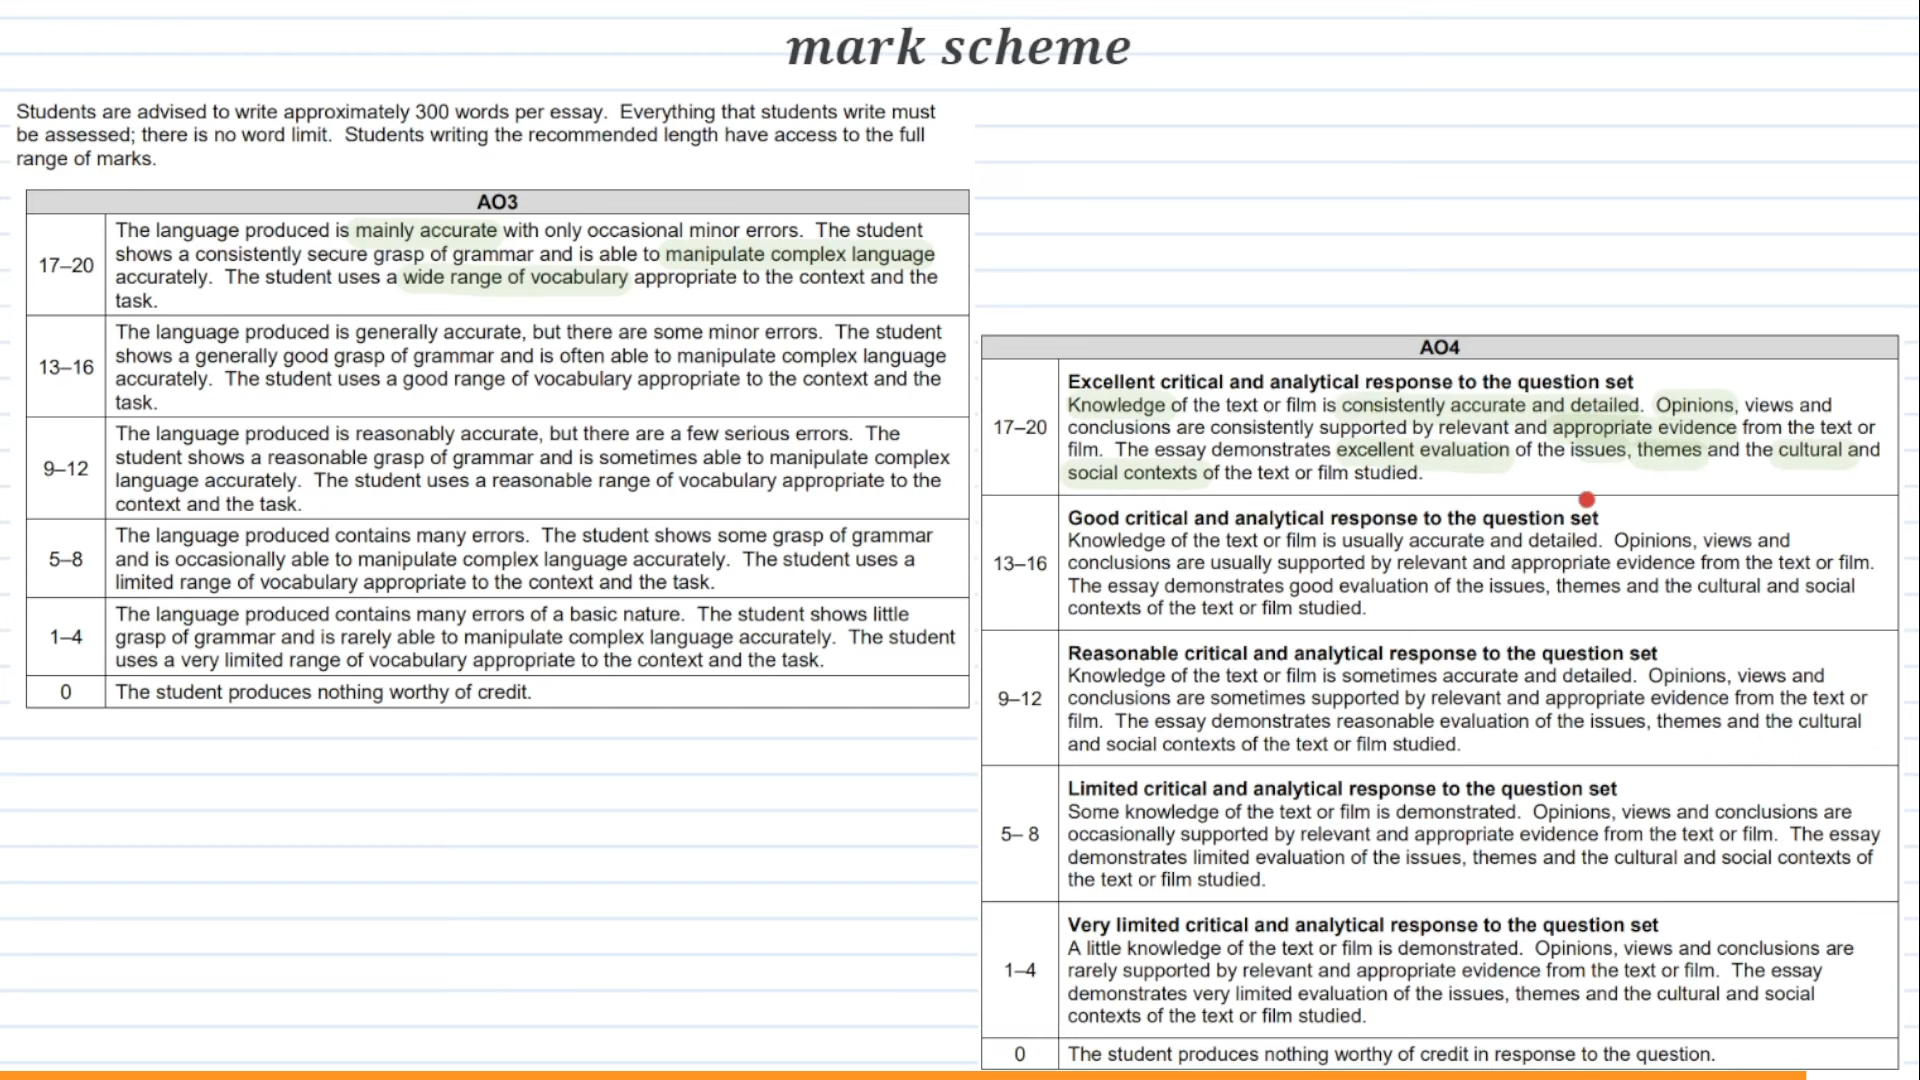 mark scheme
Students are advised to write approximately 300 words per essay. Everything that students write must
be assessed; there is no word limit. Students writing the recommended length have access to the full
range of marks.
AO3
17–20
The language produced is mainly accurate with only occasional minor errors. The student
shows a consistently secure grasp of grammar and is able to manipulate complex language
accurately. The student uses a wide range of vocabulary appropriate to the context and the
task.
13–16
The language produced is generally accurate, but there are some minor errors. The student
shows a generally good grasp of grammar and is often able to manipulate complex language
accurately. The student uses a good range of vocabulary appropriate to the context and the
task.
9–12
The language produced is reasonably accurate, but there are a few serious errors. The
student shows a reasonable grasp of grammar and is sometimes able to manipulate complex
language accurately. The student uses a reasonable range of vocabulary appropriate to the
context and the task.
5–8
The language produced contains many errors. The student shows some grasp of grammar
and is occasionally able to manipulate complex language accurately. The student uses a
limited range of vocabulary appropriate to the context and the task.
1–4
The language produced contains many errors of a basic nature. The student shows little
grasp of grammar and is rarely able to manipulate complex language accurately. The student
uses a very limited range of vocabulary appropriate to the context and the task.
0
The student produces nothing worthy of credit.
AO4
17–20
Excellent critical and analytical response to the question set
Knowledge of the text or film is consistently accurate and detailed. Opinions, views and
conclusions are consistently supported by relevant and appropriate evidence from the text or
film. The essay demonstrates excellent evaluation of the issues, themes and the cultural and
social contexts of the text or film studied.
13–16
Good critical and analytical response to the question set
Knowledge of the text or film is usually accurate and detailed. Opinions, views and
conclusions are usually supported by relevant and appropriate evidence from the text or film.
The essay demonstrates good evaluation of the issues, themes and the cultural and social
contexts of the text or film studied.
9–12
Reasonable critical and analytical response to the question set
Knowledge of the text or film is sometimes accurate and detailed. Opinions, views and
conclusions are sometimes supported by relevant and appropriate evidence from the text or
film. The essay demonstrates reasonable evaluation of the issues, themes and the cultural
and social contexts of the text or film studied.
5– 8
Limited critical and analytical response to the question set
Some knowledge of the text or film is demonstrated. Opinions, views and conclusions are
occasionally supported by relevant and appropriate evidence from the text or film. The essay
demonstrates limited evaluation of the issues, themes and the cultural and social contexts of
the text or film studied.
1–4
Very limited critical and analytical response to the question set
A little knowledge of the text or film is demonstrated. Opinions, views and conclusions are
rarely supported by relevant and appropriate evidence from the text or film. The essay
demonstrates very limited evaluation of the issues, themes and the cultural and social
contexts of the text or film studied.
0
The student produces nothing worthy of credit in response to the question.